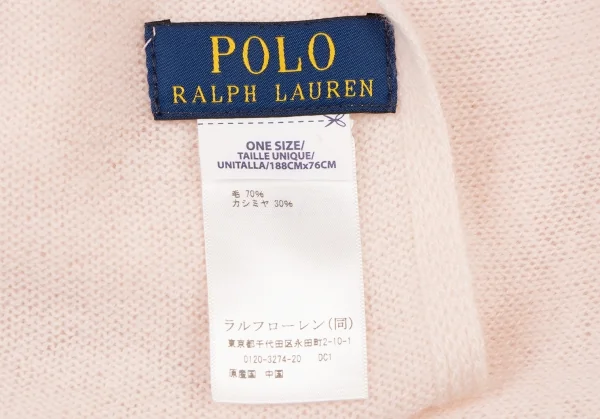 POLO
RALPH LAUREN
ONE SIZE/
TAILLE UNIQUE/
UNITALLA/188CMx76CM
毛 70%
カシミヤ 30%
ラルフローレン(同)
東京都千代田区永田町2-10-1
0120-3274-20 DC1
原産国 中国